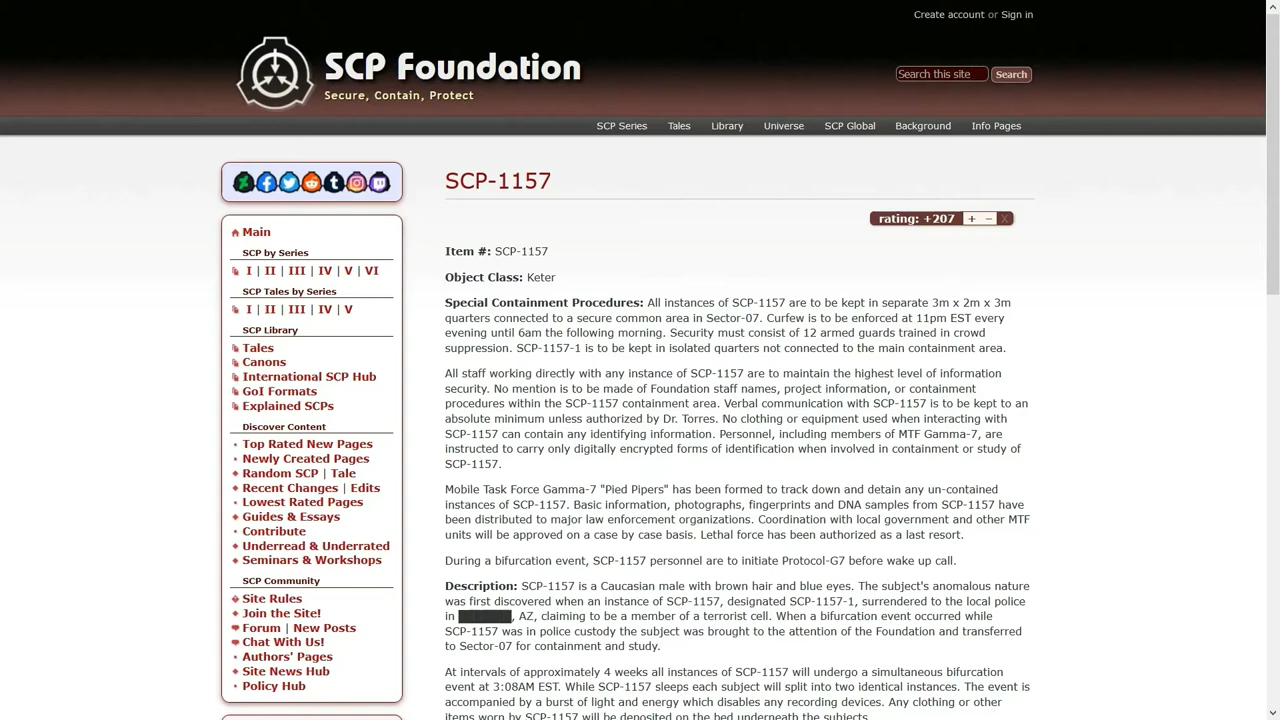 Create account or Sign in
SCP Foundation
Secure, Contain, Protect
Search this site Search
SCP Series Tales Library Universe SCP Global Background Info Pages
Main
SCP by Series
I | II | III | IV | V | VI
SCP Tales by Series
I | II | III | IV | V
SCP Library
Tales
Canons
International SCP Hub
GoI Formats
Explained SCPs
Discover Content
Top Rated New Pages
Newly Created Pages
Random SCP | Tale
Recent Changes | Edits
Lowest Rated Pages
Guides & Essays
Contribute
Underread & Underrated
Seminars & Workshops
SCP Community
Site Rules
Join the Site!
Forum | New Posts
Chat With Us!
Authors' Pages
Site News Hub
Policy Hub
SCP-1157
rating: +207 + – X
Item #: SCP-1157
Object Class: Keter
Special Containment Procedures: All instances of SCP-1157 are to be kept in separate 3m x 2m x 3m
quarters connected to a secure common area in Sector-07. Curfew is to be enforced at 11pm EST every
evening until 6am the following morning. Security must consist of 12 armed guards trained in crowd
suppression. SCP-1157-1 is to be kept in isolated quarters not connected to the main containment area.
All staff working directly with any instance of SCP-1157 are to maintain the highest level of information
security. No mention is to be made of Foundation staff names, project information, or containment
procedures within the SCP-1157 containment area. Verbal communication with SCP-1157 is to be kept to an
absolute minimum unless authorized by Dr. Torres. No clothing or equipment used when interacting with
SCP-1157 can contain any identifying information. Personnel, including members of MTF Gamma-7, are
instructed to carry only digitally encrypted forms of identification when involved in containment or study of
SCP-1157.
Mobile Task Force Gamma-7 "Pied Pipers" has been formed to track down and detain any un-contained
instances of SCP-1157. Basic information, photographs, fingerprints and DNA samples from SCP-1157 have
been distributed to major law enforcement organizations. Coordination with local government and other MTF
units will be approved on a case by case basis. Lethal force has been authorized as a last resort.
During a bifurcation event, SCP-1157 personnel are to initiate Protocol-G7 before wake up call.
Description: SCP-1157 is a Caucasian male with brown hair and blue eyes. The subject's anomalous nature
was first discovered when an instance of SCP-1157, designated SCP-1157-1, surrendered to the local police
in ███████, AZ, claiming to be a member of a terrorist cell. When a bifurcation event occurred while
SCP-1157 was in police custody the subject was brought to the attention of the Foundation and transferred
to Sector-07 for containment and study.
At intervals of approximately 4 weeks all instances of SCP-1157 will undergo a simultaneous bifurcation
event at 3:08AM EST. While SCP-1157 sleeps each subject will split into two identical instances. The event is
accompanied by a burst of light and energy which disables any recording devices. Any clothing or other
items worn by SCP-1157 will be deposited on the bed underneath the subjects.